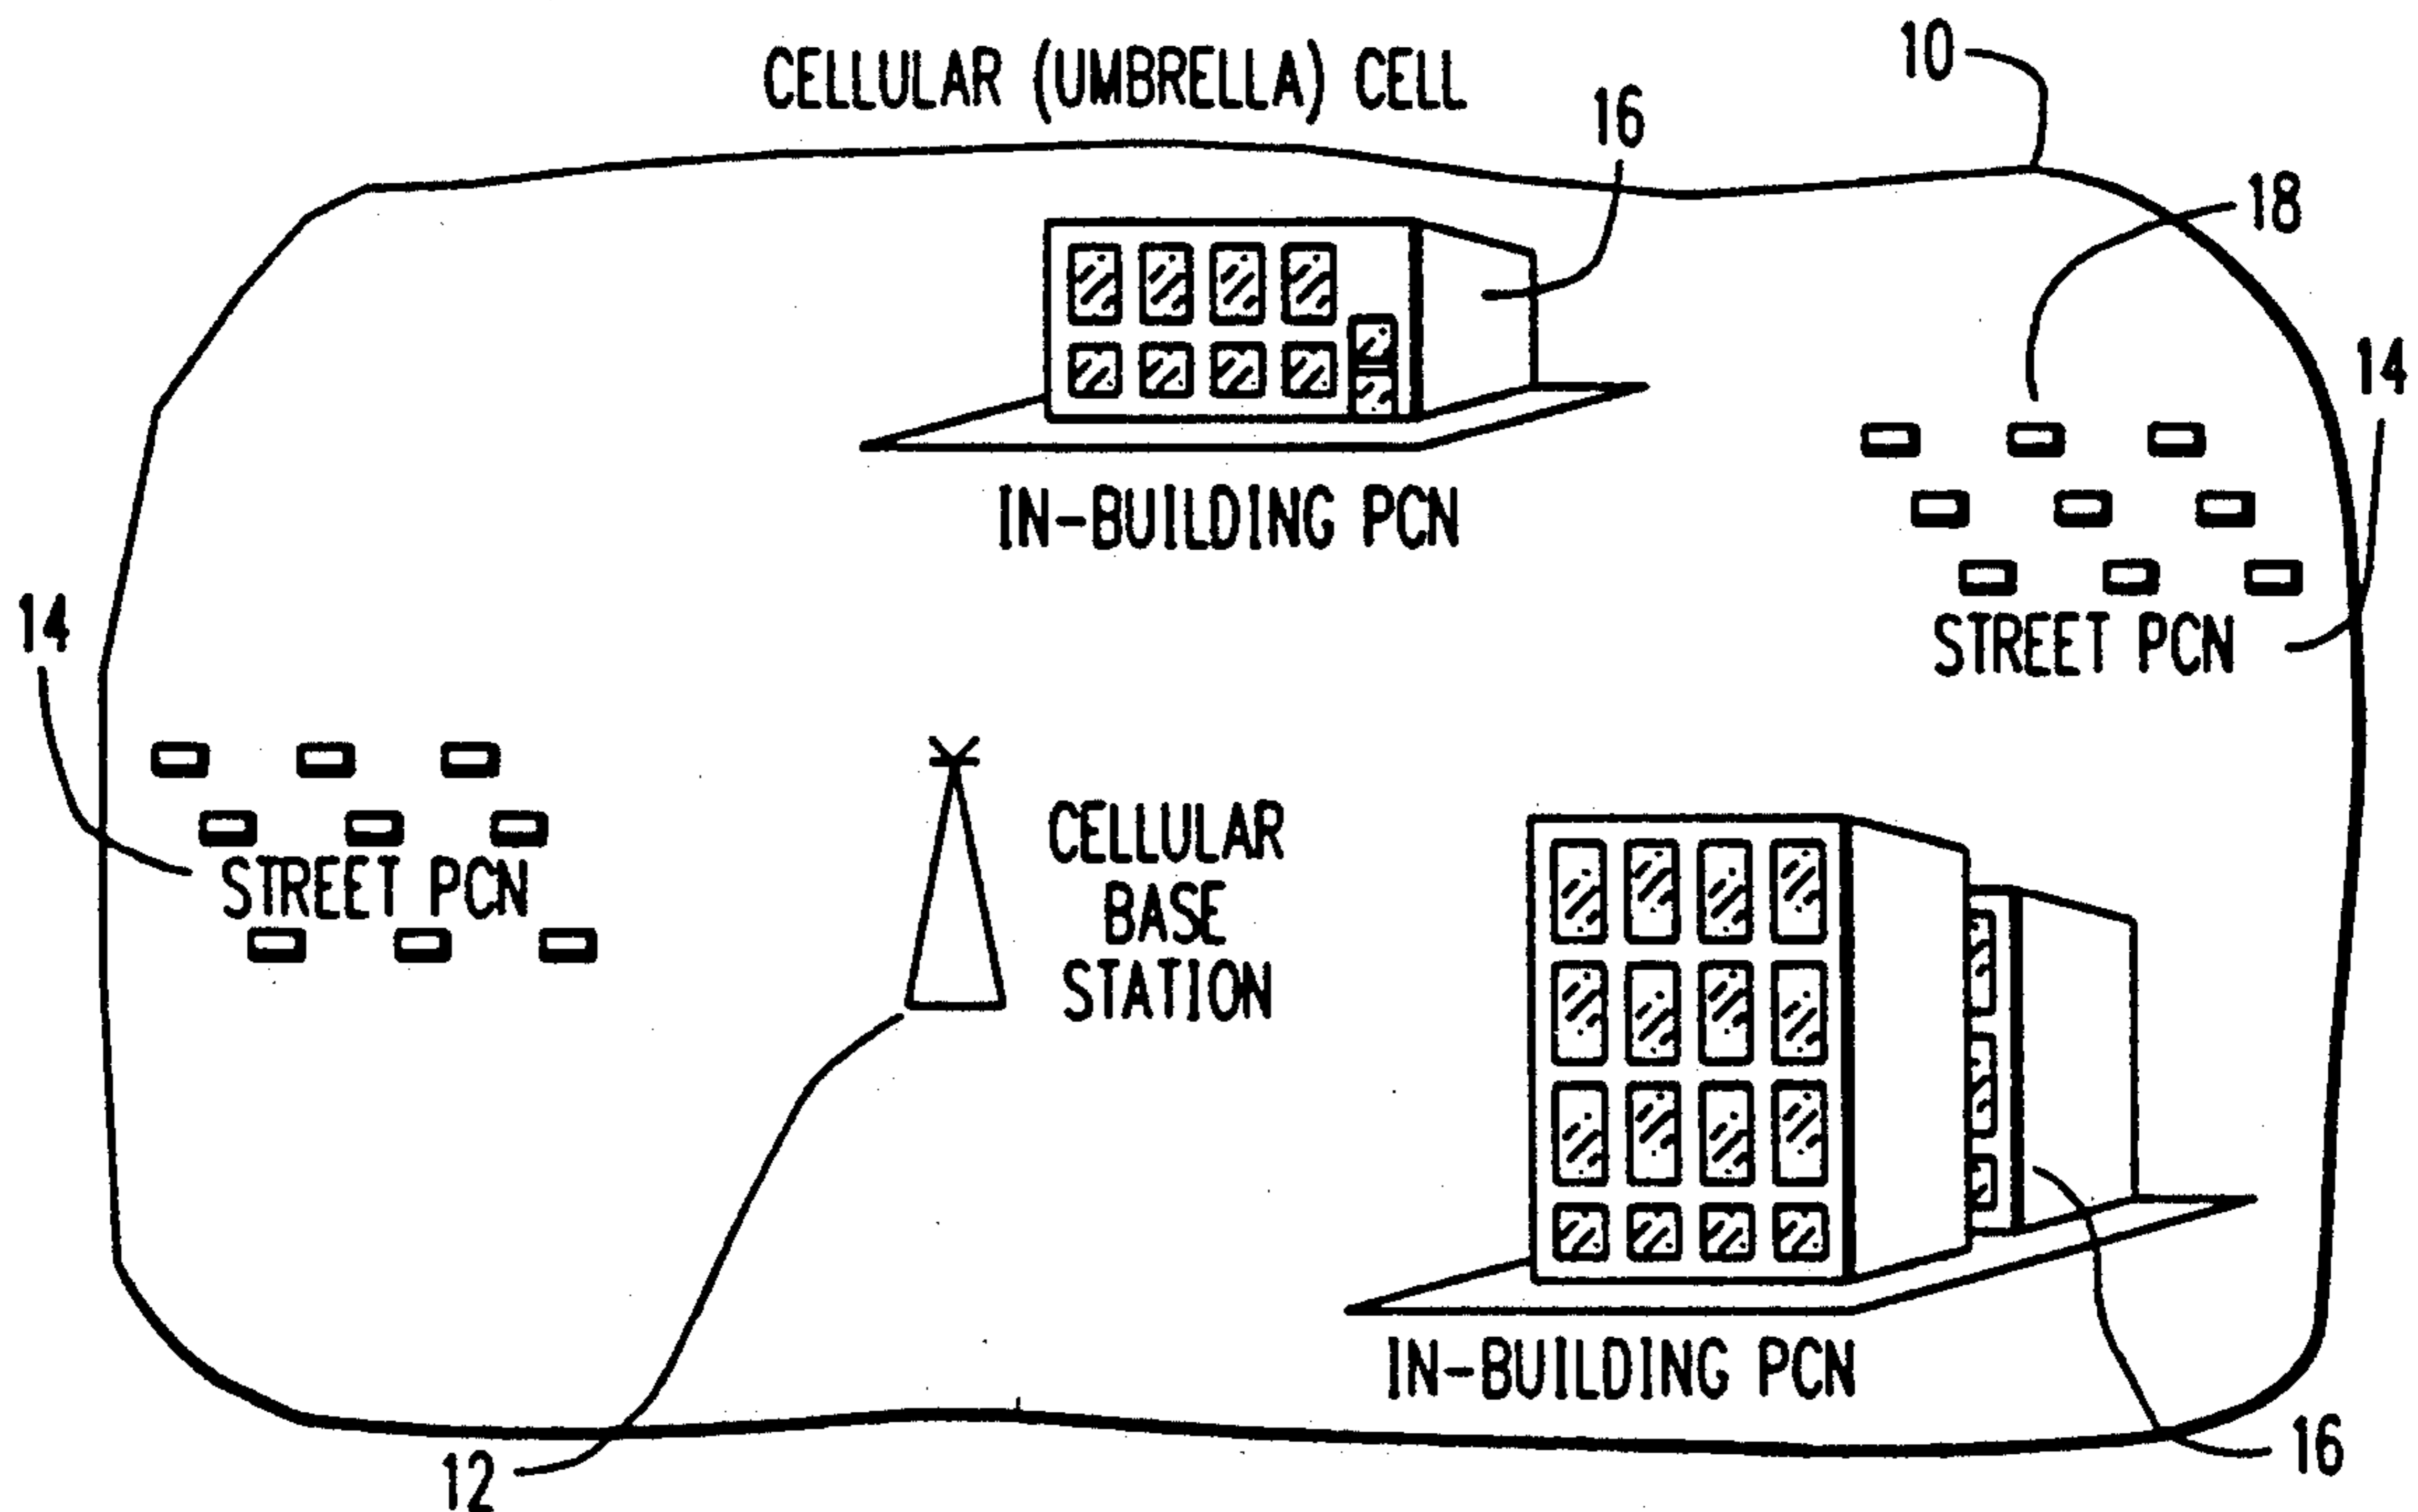 CELLULAR (UMBRELLA) CELL
10
16
18
14
IN-BUILDING PCN
STREET PCN
14
STREET PCN
CELLULAR
BASE
STATION
IN-BUILDING PCN
12
16